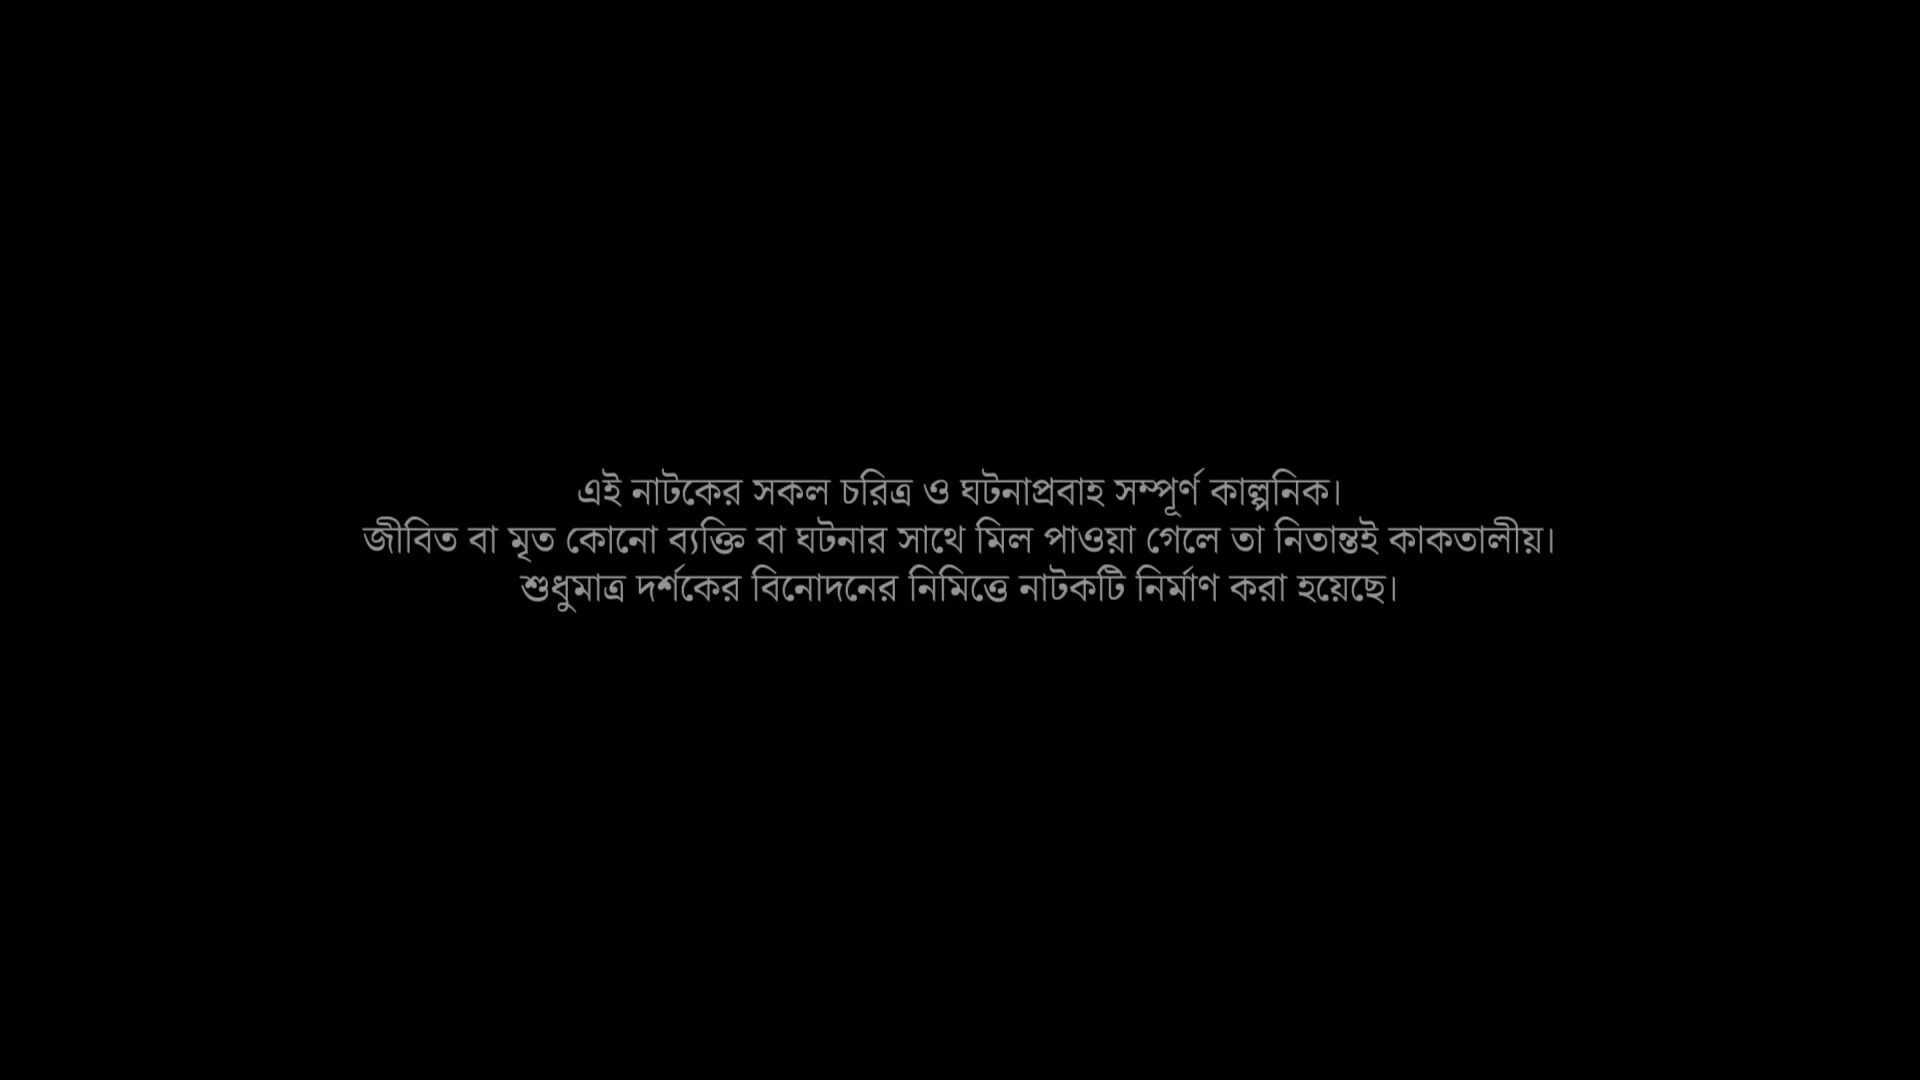 এই নাটকের সকল চরিত্র ও ঘটনাপ্রবাহ সম্পূর্ণ কাল্পনিক।
জীবিত বা মৃত কোনো ব্যক্তি বা ঘটনার সাথে মিল পাওয়া গেলে তা নিতান্তই কাকতালীয়।
শুধুমাত্র দর্শকের বিনোদনের নিমিত্তে নাটকটি নির্মাণ করা হয়েছে।